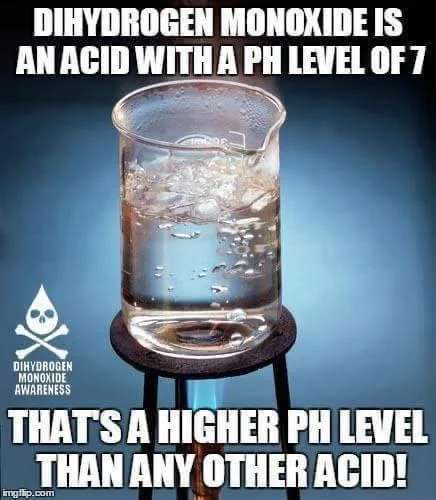 DIHYDROGEN MONOXIDE IS
AN ACID WITH A PH LEVEL OF 7
DIHYDROGEN
MONOXIDE
AWARENESS
THAT'S A HIGHER PH LEVEL
THAN ANY OTHER ACID!
imgflip.com